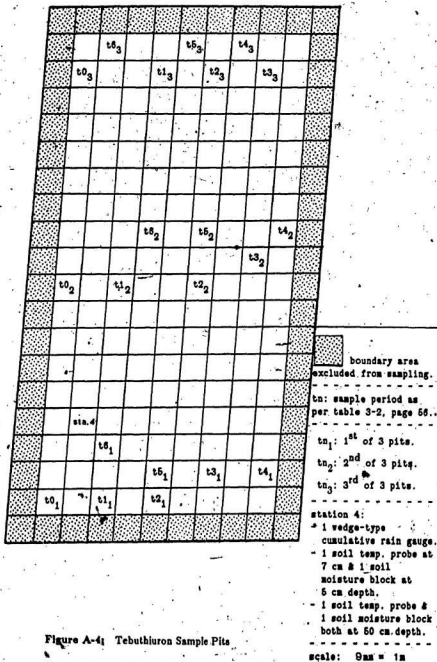 t6₃ t5₃ t4₃
t0₃ t1₃ t2₃ t3₃
t6₂ t5₂ t4₂
t3₂
t0₂ t1₂ t2₂
sta.4
t6₁
t5₁ t3₁ t4₁
t0₁ t1₁ t2₁
boundary area
excluded from sampling.
tn: sample period as
per table 3-2, page 56.
tn₁: 1st of 3 pits.
tn₂: 2nd of 3 pits.
tn₃: 3rd of 3 pits.
station 4:
- 1 wedge-type
cumulative rain gauge.
- 1 soil temp. probe at
7 cm & 1 soil
moisture block at
5 cm depth.
- 1 soil temp. probe &
1 soil moisture block
both at 50 cm depth.
scale: 9mm = 1m
Figure A-4: Tebuthiuron Sample Pits